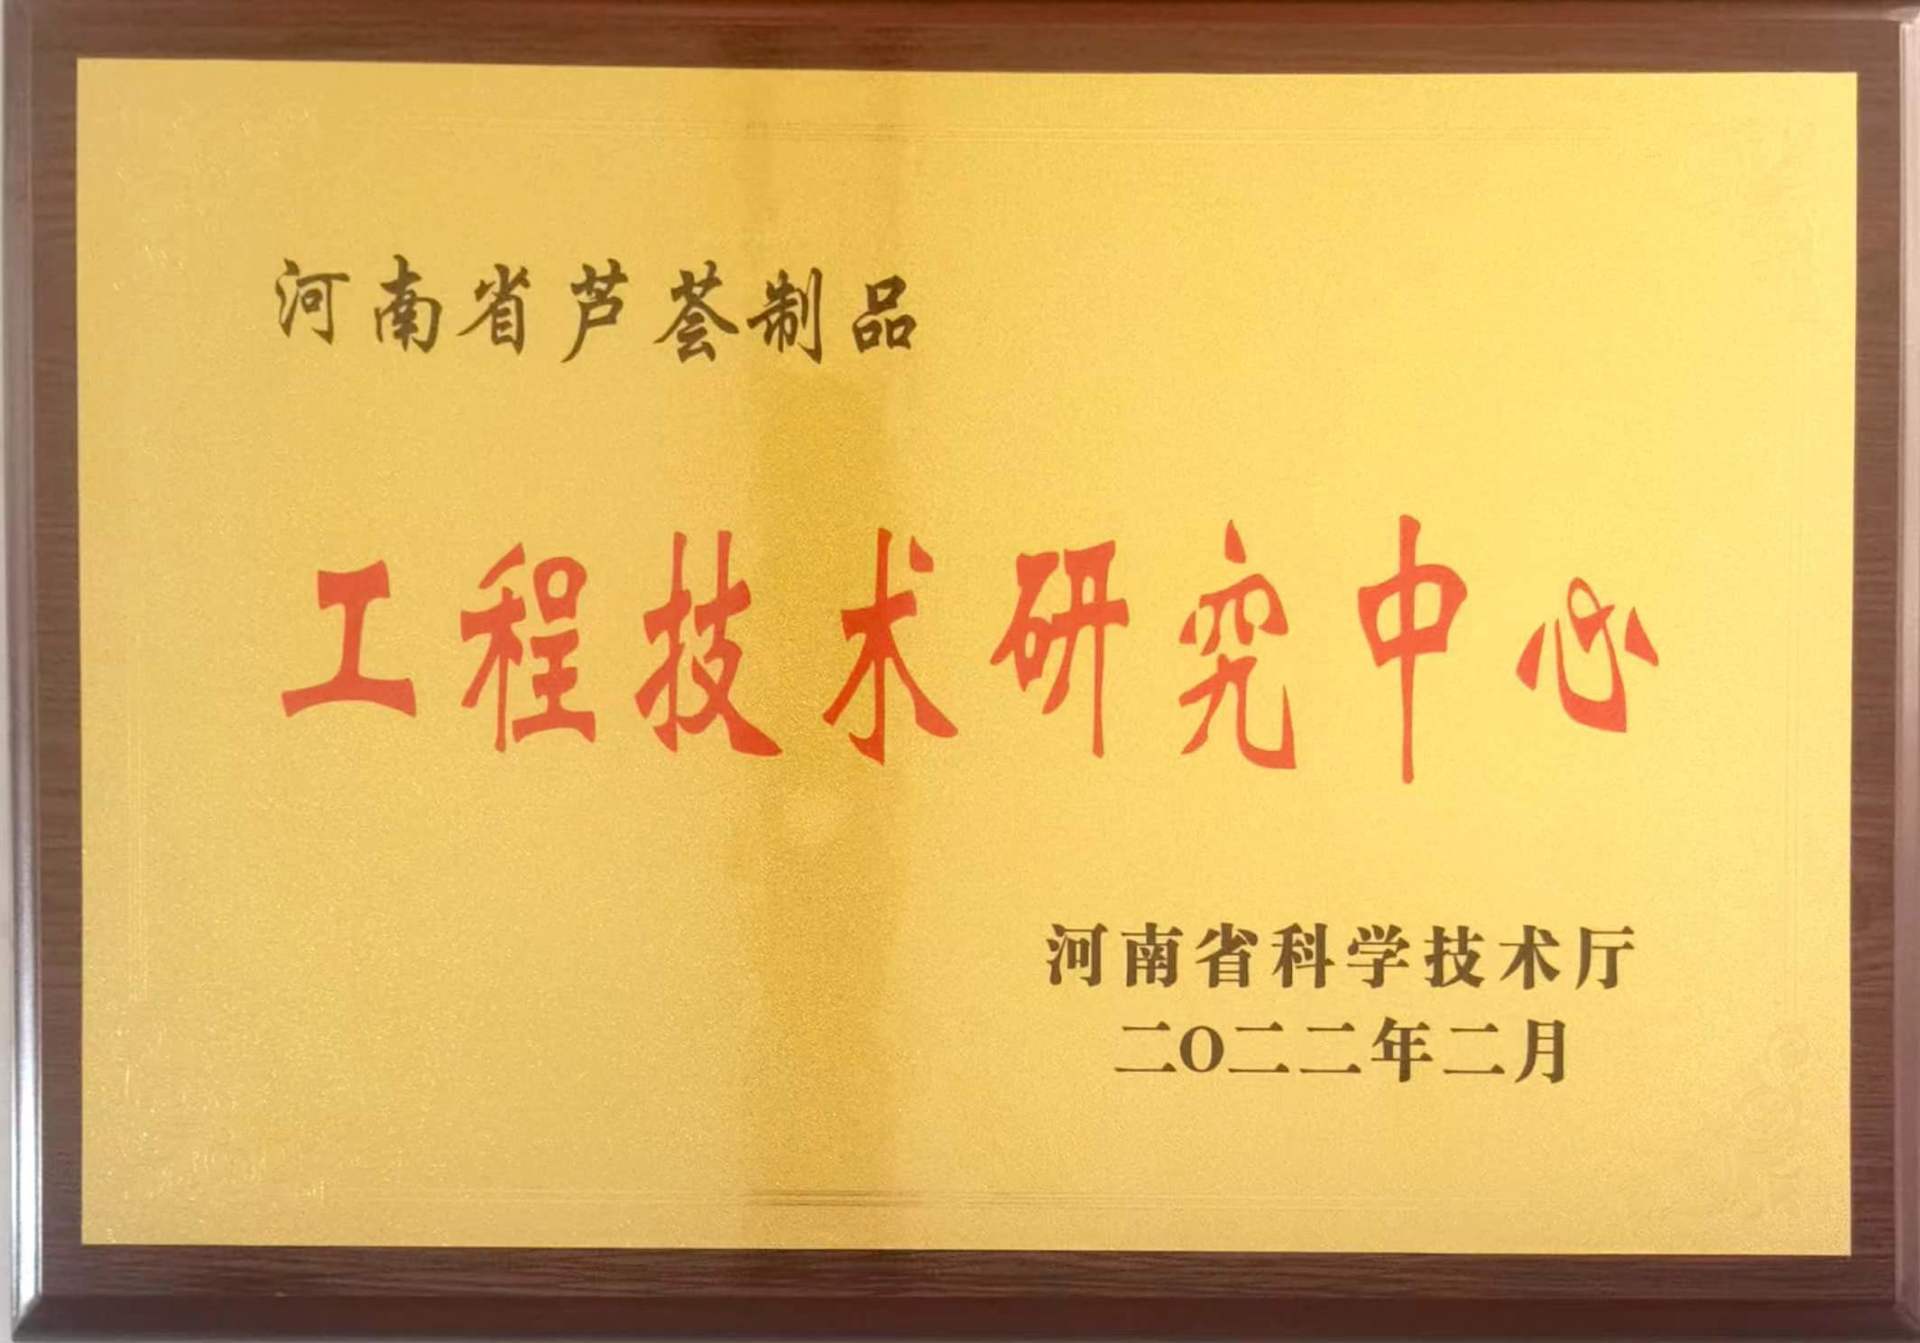 河南省芦荟制品
工程技术研究中心
河南省科学技术厅
二O二二年二月